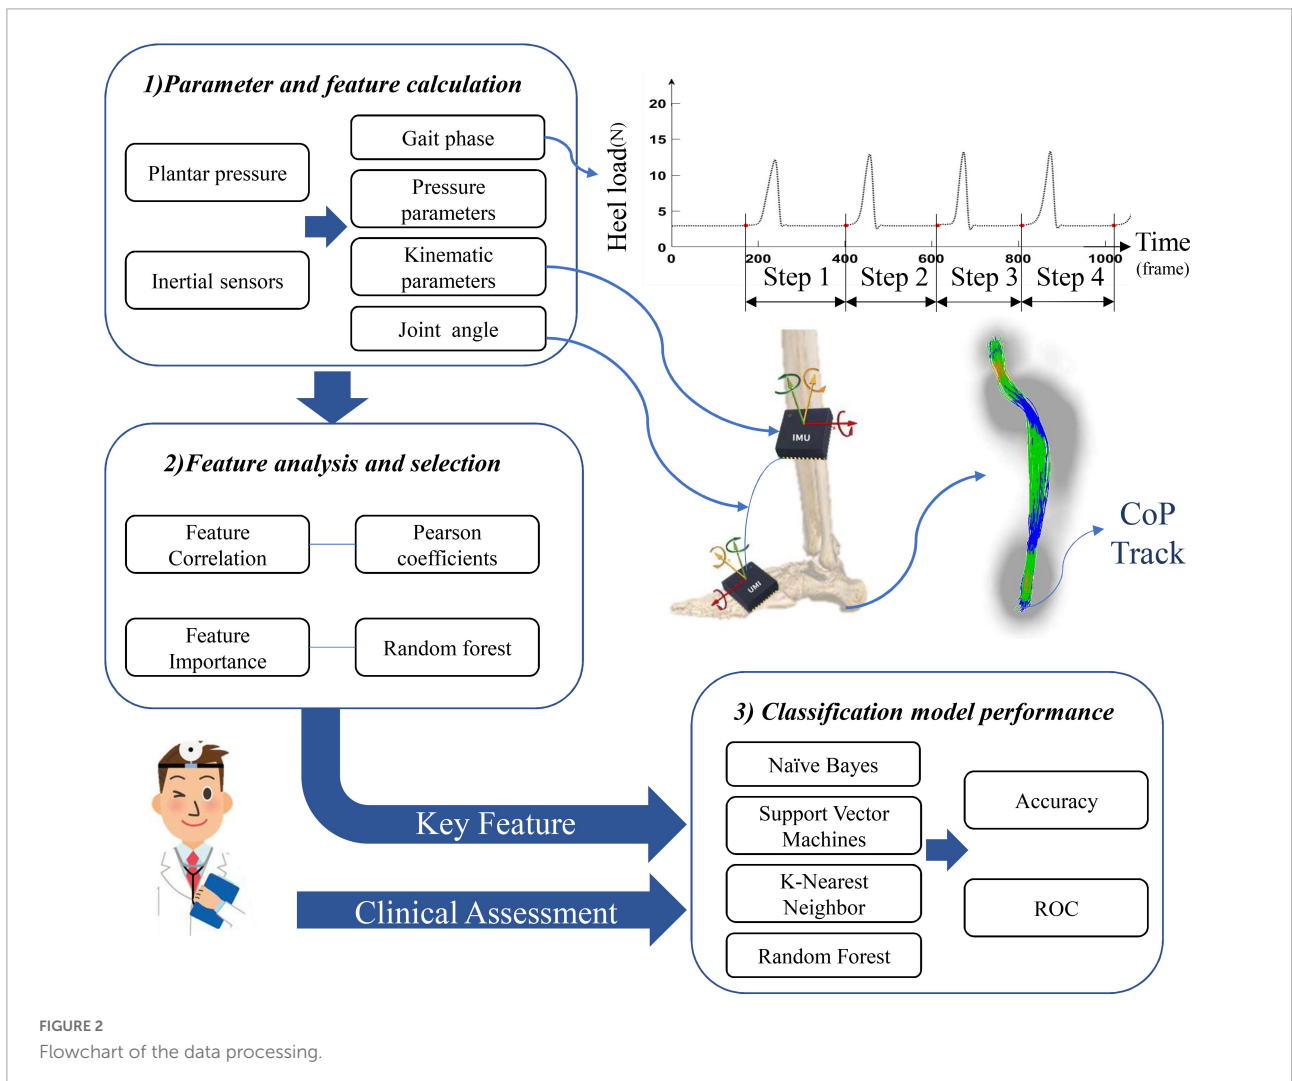 1)Parameter and feature calculation
Plantar pressure
Inertial sensors
Gait phase
Pressure
parameters
Kinematic
parameters
Joint angle
Heel load(N)
20
15
10
5
0
0
200
400
600
800
1000
Time
(frame)
Step 1
Step 2
Step 3
Step 4
IMU
UMI
CoP
Track
2)Feature analysis and selection
Feature
Correlation
Pearson
coefficients
Feature
Importance
Random forest
Key Feature
Clinical Assessment
3) Classification model performance
Naïve Bayes
Support Vector
Machines
K-Nearest
Neighbor
Random Forest
Accuracy
ROC
FIGURE 2
Flowchart of the data processing.